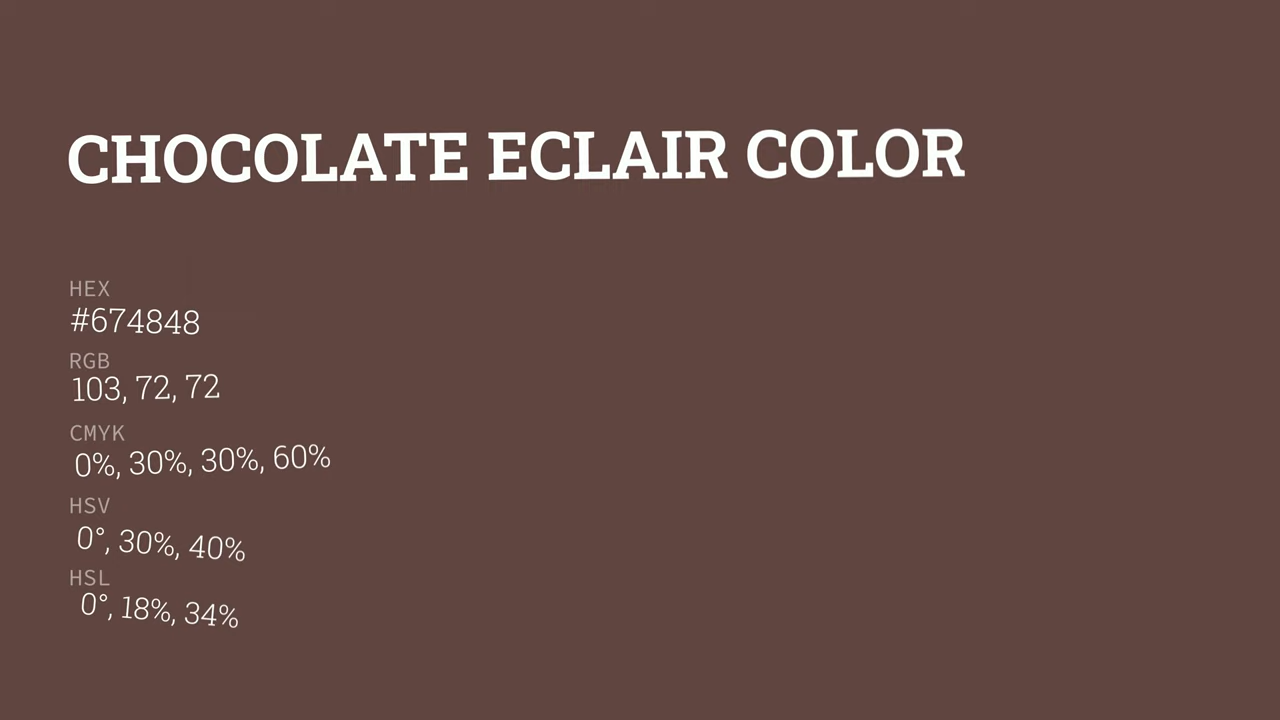 CHOCOLATE ECLAIR COLOR
HEX
#674848
RGB
103, 72, 72
CMYK
0%, 30%, 30%, 60%
HSV
0°, 30%, 40%
HSL
0°, 18%, 34%